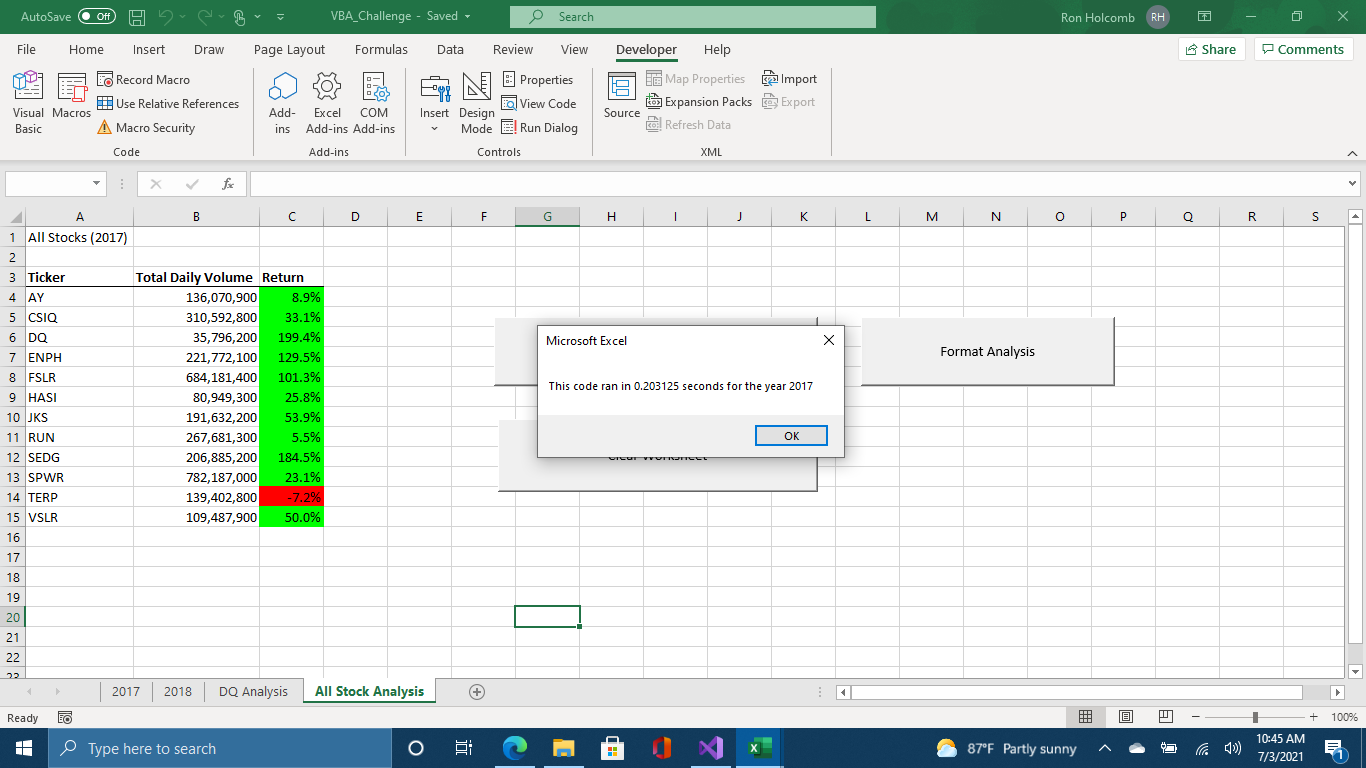 AutoSave Off VBA_Challenge - Saved Search Ron Holcomb RH
File Home Insert Draw Page Layout Formulas Data Review View Developer Help Share Comments
Visual Basic
Macros
Record Macro
Use Relative References
Macro Security
Code
Add-ins
Excel Add-ins
COM Add-ins
Add-ins
Insert
Design Mode
Properties
View Code
Run Dialog
Controls
Source
Map Properties
Expansion Packs
Refresh Data
Import
Export
XML
fx
A B C D E F G H I J K L M N O P Q R S
1 All Stocks (2017)
2
3 Ticker Total Daily Volume Return
4 AY 136,070,900 8.9%
5 CSIQ 310,592,800 33.1%
6 DQ 35,796,200 199.4%
7 ENPH 221,772,100 129.5%
8 FSLR 684,181,400 101.3%
9 HASI 80,949,300 25.8%
10 JKS 191,632,200 53.9%
11 RUN 267,681,300 5.5%
12 SEDG 206,885,200 184.5%
13 SPWR 782,187,000 23.1%
14 TERP 139,402,800 -7.2%
15 VSLR 109,487,900 50.0%
16
17
18
19
20
21
22
23
Microsoft Excel
This code ran in 0.203125 seconds for the year 2017
OK
Format Analysis
Clear Worksheet
2017 2018 DQ Analysis All Stock Analysis
Ready 100%
Type here to search 87°F Partly sunny 10:45 AM
7/3/2021
1